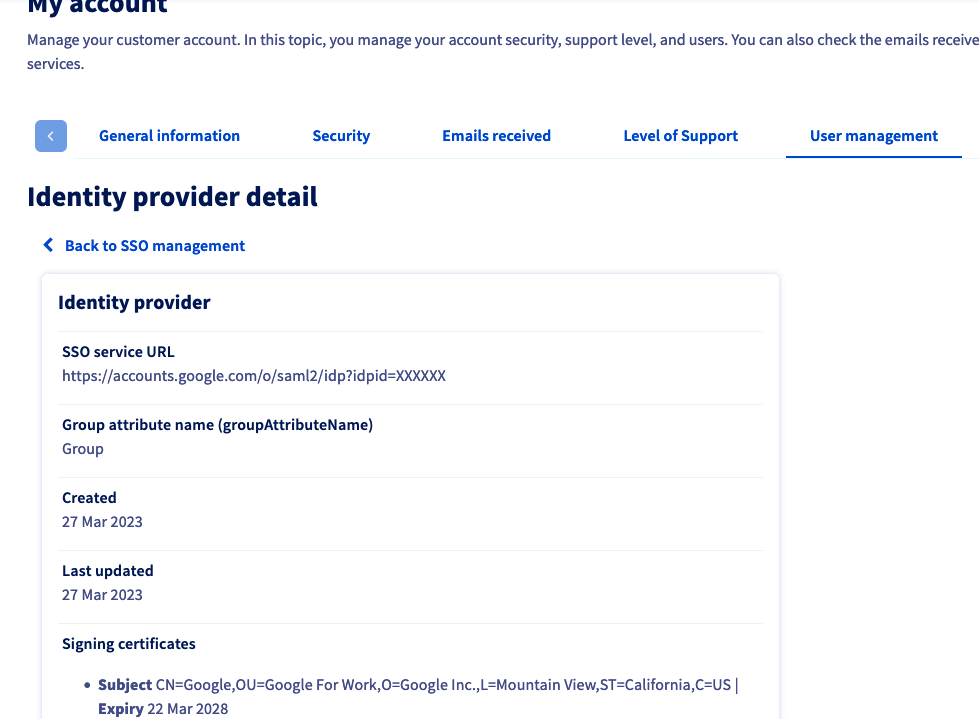 My account
Manage your customer account. In this topic, you manage your account security, support level, and users. You can also check the emails receive
services.
General information
Security
Emails received
Level of Support
User management
Identity provider detail
Back to SSO management
Identity provider
SSO service URL
https://accounts.google.com/o/saml2/idp?idpid=XXXXXX
Group attribute name (groupAttributeName)
Group
Created
27 Mar 2023
Last updated
27 Mar 2023
Signing certificates
• Subject CN=Google,OU=Google For Work,O=Google Inc.,L=Mountain View,ST=California,C=US |
Expiry 22 Mar 2028